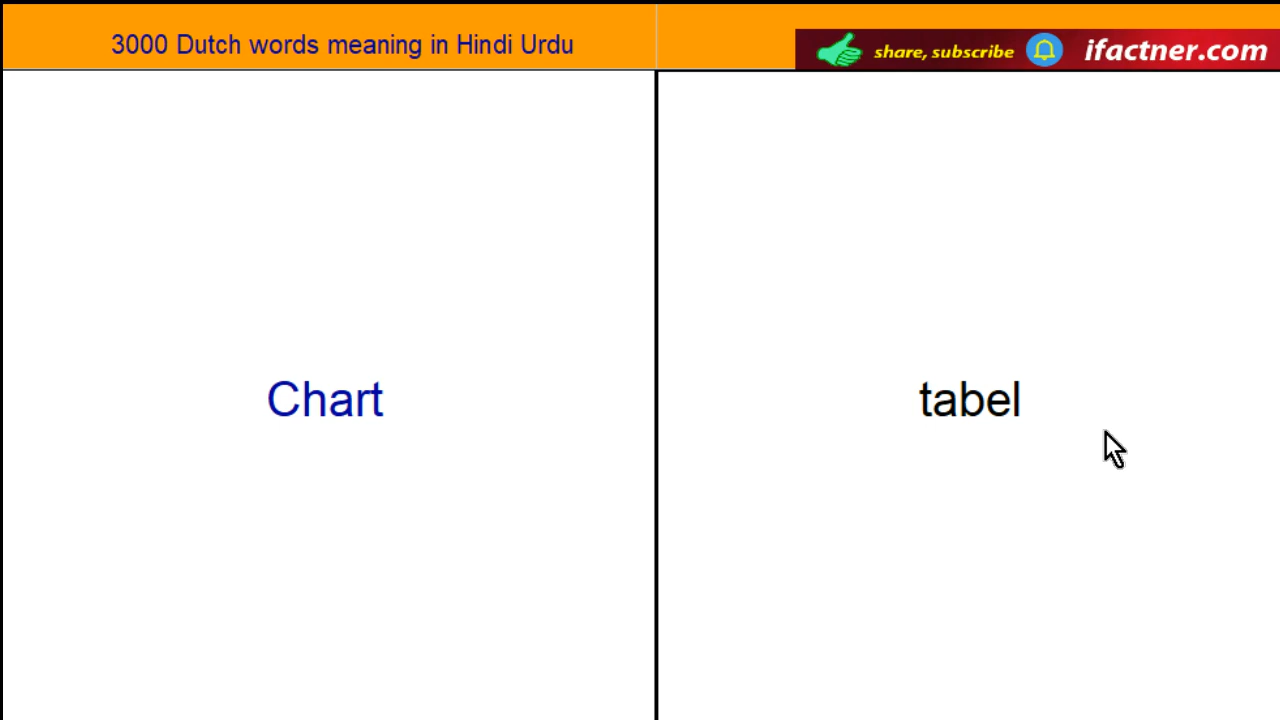 3000 Dutch words meaning in Hindi Urdu
share, subscribe
ifactner.com
Chart
tabel